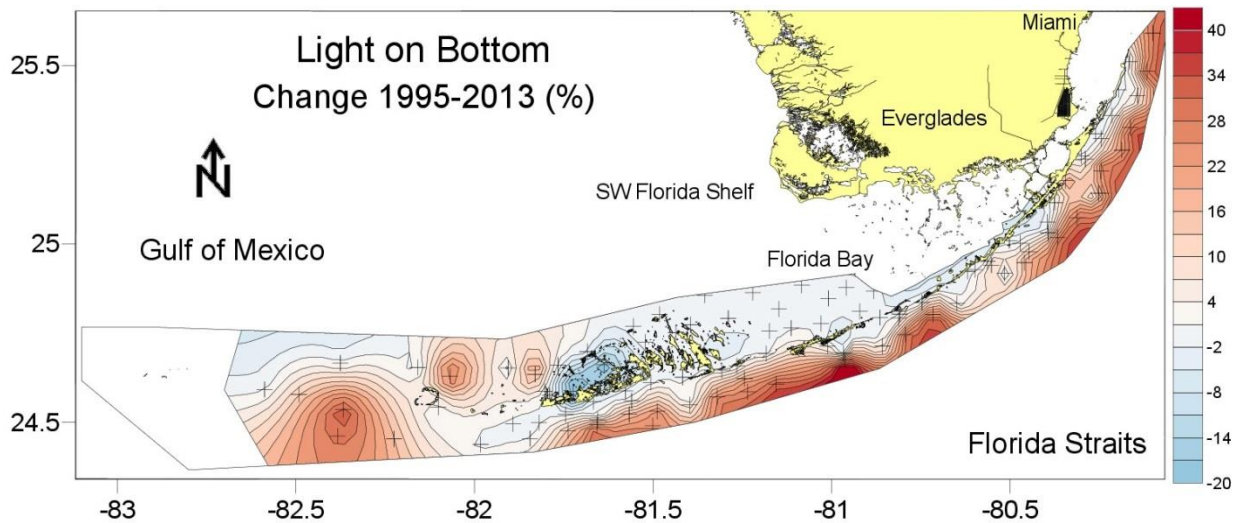 Light on Bottom
Change 1995-2013 (%)
Miami
Everglades
N
SW Florida Shelf
Gulf of Mexico
Florida Bay
Florida Straits
25.5
25
24.5
-83
-82.5
-82
-81.5
-81
-80.5
40
34
28
22
16
10
4
-2
-8
-14
-20